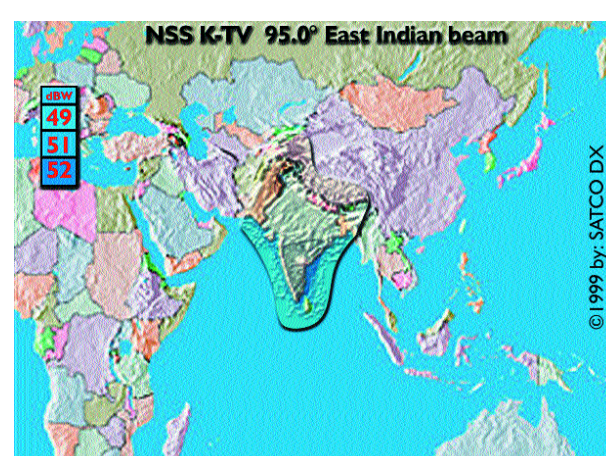 NSS K-TV 95.0° East Indian beam
dBW
49
51
52
©1999 by: SATCO DX